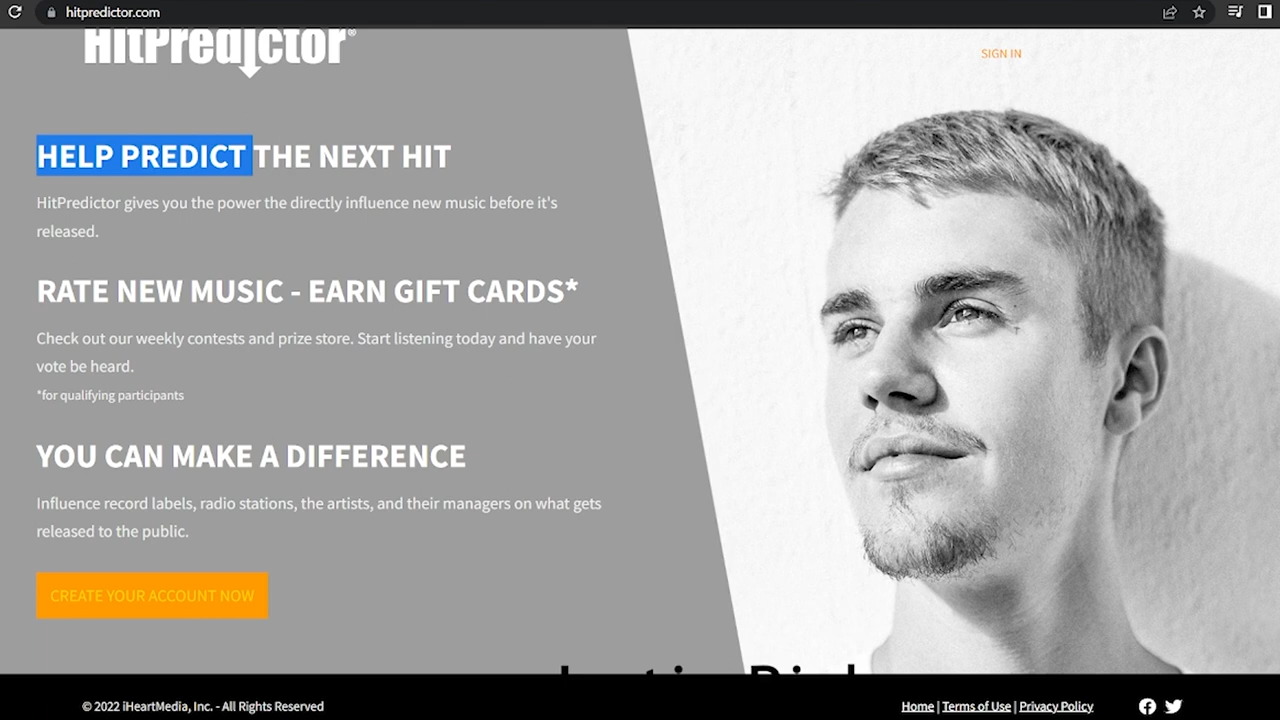 hitpredictor.com
HitPredictor®
SIGN IN
HELP PREDICT THE NEXT HIT
HitPredictor gives you the power the directly influence new music before it's
released.
RATE NEW MUSIC - EARN GIFT CARDS*
Check out our weekly contests and prize store. Start listening today and have your
vote be heard.
*for qualifying participants
YOU CAN MAKE A DIFFERENCE
Influence record labels, radio stations, the artists, and their managers on what gets
released to the public.
CREATE YOUR ACCOUNT NOW
© 2022 iHeartMedia, Inc. - All Rights Reserved
Home | Terms of Use | Privacy Policy